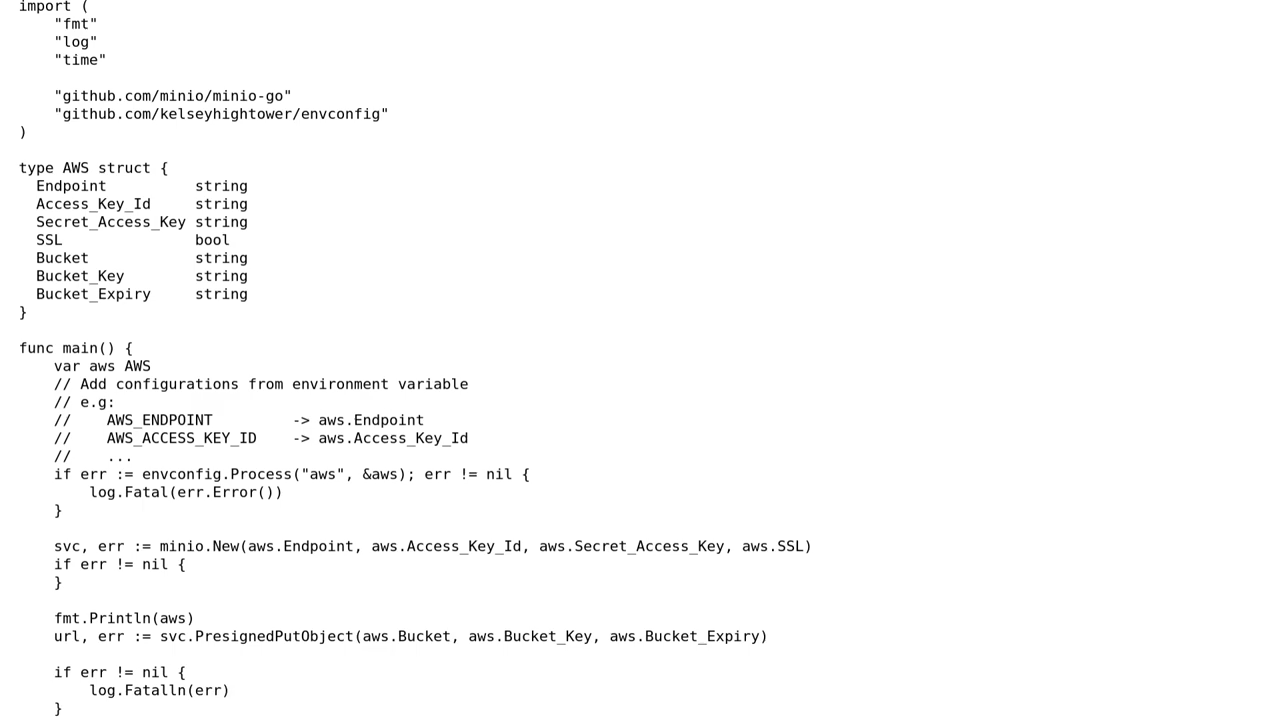 import (
    "fmt"
    "log"
    "time"

    "github.com/minio/minio-go"
    "github.com/kelseyhightower/envconfig"
)

type AWS struct {
  Endpoint          string
  Access_Key_Id     string
  Secret_Access_Key string
  SSL               bool
  Bucket            string
  Bucket_Key        string
  Bucket_Expiry     string
}

func main() {
    var aws AWS
    // Add configurations from environment variable
    // e.g:
    //    AWS_ENDPOINT         -> aws.Endpoint
    //    AWS_ACCESS_KEY_ID    -> aws.Access_Key_Id
    //    ...
    if err := envconfig.Process("aws", &aws); err != nil {
        log.Fatal(err.Error())
    }

    svc, err := minio.New(aws.Endpoint, aws.Access_Key_Id, aws.Secret_Access_Key, aws.SSL)
    if err != nil {
    }

    fmt.Println(aws)
    url, err := svc.PresignedPutObject(aws.Bucket, aws.Bucket_Key, aws.Bucket_Expiry)

    if err != nil {
        log.Fatalln(err)
    }